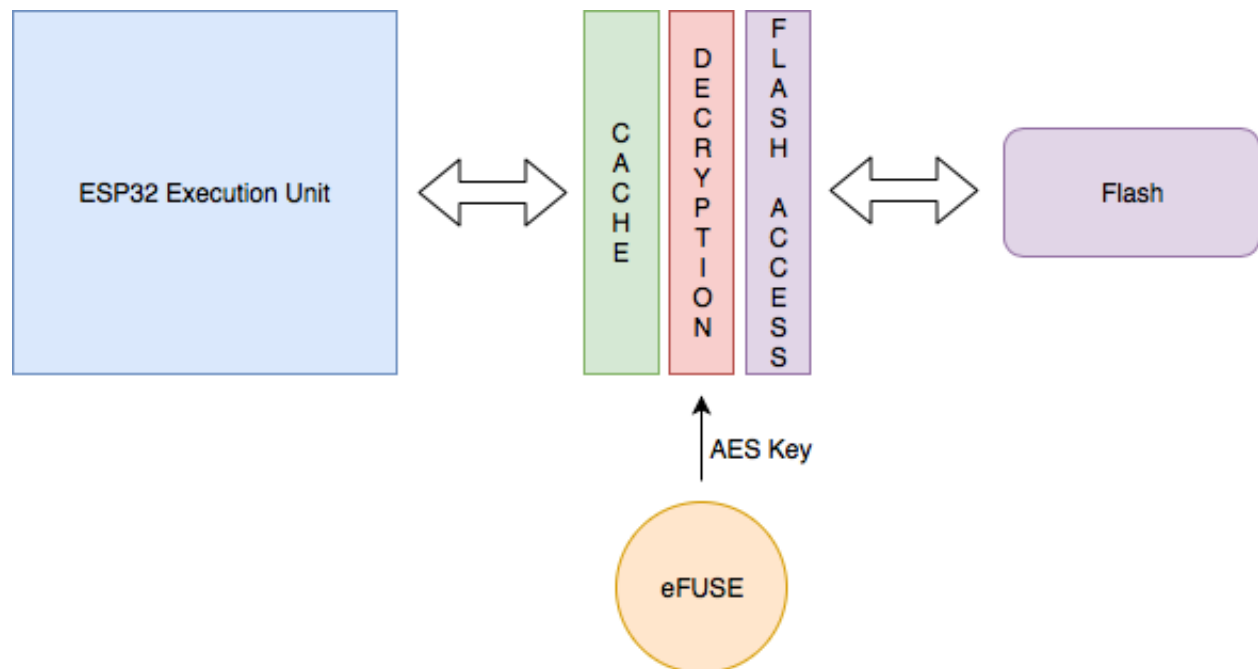 ESP32 Execution Unit
CACHE
DECRYPTION
FLASH ACCESS
Flash
AES Key
eFUSE